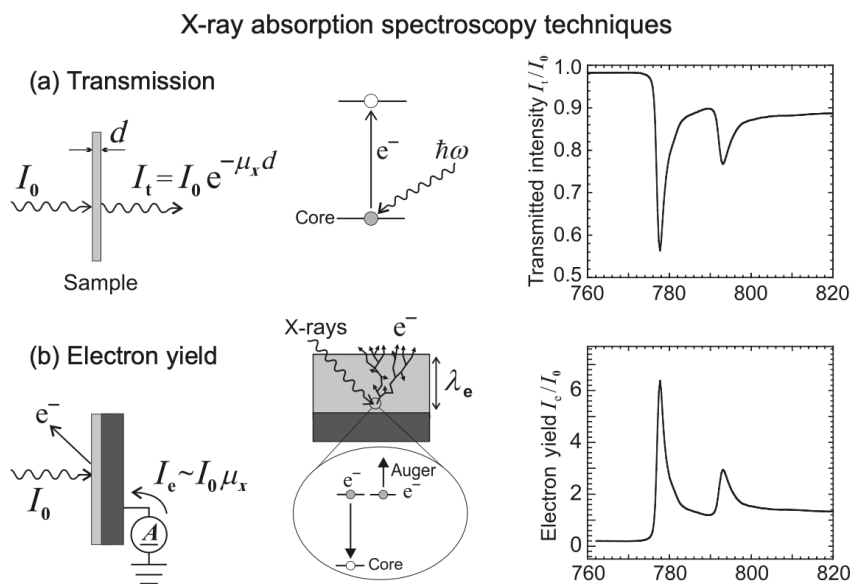 X-ray absorption spectroscopy techniques
(a) Transmission
d
I₀
Iₜ = I₀ e^{-μₓ d}
Sample
e⁻
ħω
Core
Transmitted intensity Iₜ/I₀
1.0
0.9
0.8
0.7
0.6
0.5
760 780 800 820
(b) Electron yield
e⁻
I₀
Iₑ ~ I₀ μₓ
A
X-rays
e⁻
λₑ
Auger
e⁻ e⁻
Core
Electron yield Iₑ/I₀
6
4
2
0
760 780 800 820